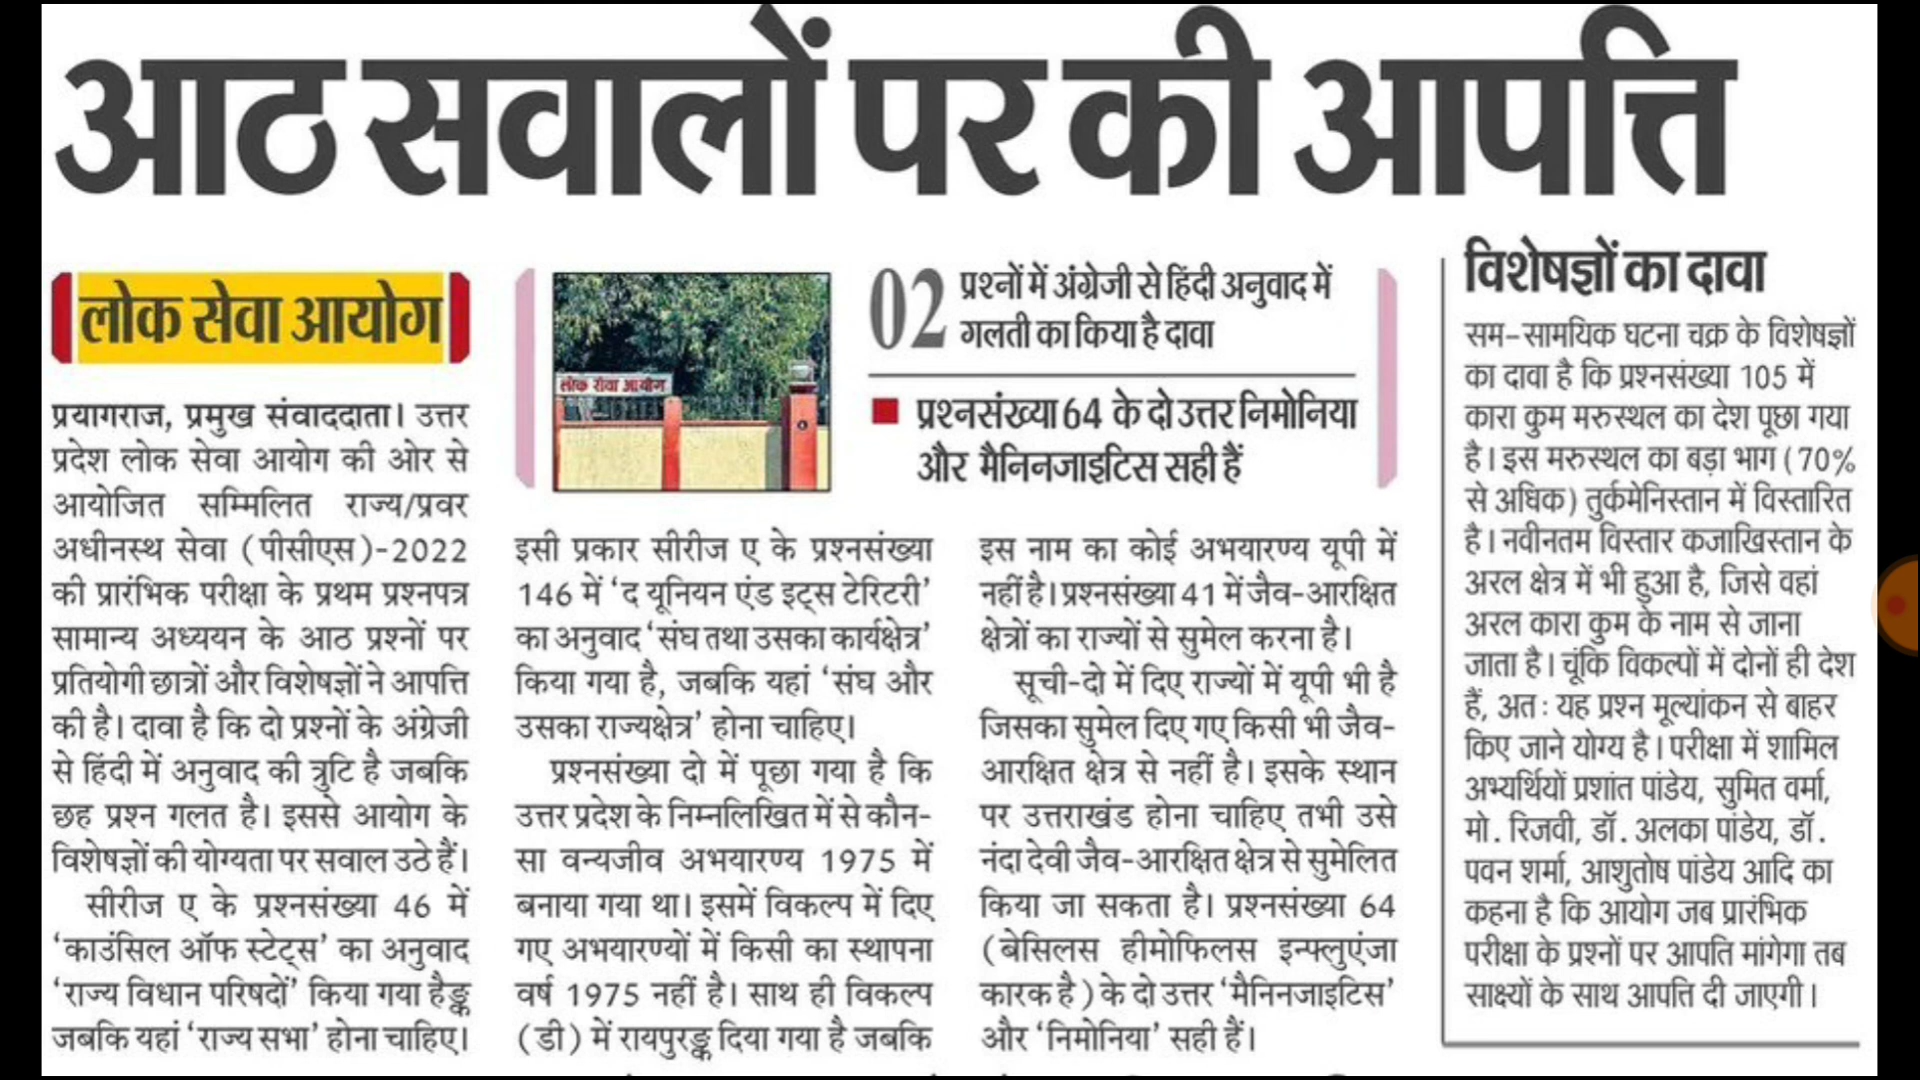 आठ सवालों पर की आपत्ति
लोक सेवा आयोग
प्रयागराज, प्रमुख संवाददाता। उत्तर
प्रदेश लोक सेवा आयोग की ओर से
आयोजित सम्मिलित राज्य/प्रवर
अधीनस्थ सेवा (पीसीएस)-2022
की प्रारंभिक परीक्षा के प्रथम प्रश्नपत्र
सामान्य अध्ययन के आठ प्रश्नों पर
प्रतियोगी छात्रों और विशेषज्ञों ने आपत्ति
की है। दावा है कि दो प्रश्नों के अंग्रेजी
से हिंदी में अनुवाद की त्रुटि है जबकि
छह प्रश्न गलत है। इससे आयोग के
विशेषज्ञों की योग्यता पर सवाल उठे हैं।
सीरीज ए के प्रश्नसंख्या 46 में
‘काउंसिल ऑफ स्टेट्स’ का अनुवाद
‘राज्य विधान परिषदों’ किया गया हैङ्क
जबकि यहां ‘राज्य सभा’ होना चाहिए।
लोक सेवा आयोग
02 प्रश्नों में अंग्रेजी से हिंदी अनुवाद में
गलती का किया है दावा
प्रश्नसंख्या 64 के दो उत्तर निमोनिया
और मैनिनजाइटिस सही हैं
इसी प्रकार सीरीज ए के प्रश्नसंख्या
146 में ‘द यूनियन एंड इट्स टेरिटरी’
का अनुवाद ‘संघ तथा उसका कार्यक्षेत्र’
किया गया है, जबकि यहां ‘संघ और
उसका राज्यक्षेत्र’ होना चाहिए।
प्रश्नसंख्या दो में पूछा गया है कि
उत्तर प्रदेश के निम्नलिखित में से कौन-
सा वन्यजीव अभयारण्य 1975 में
बनाया गया था। इसमें विकल्प में दिए
गए अभयारण्यों में किसी का स्थापना
वर्ष 1975 नहीं है। साथ ही विकल्प
(डी) में रायपुरङ्क दिया गया है जबकि
इस नाम का कोई अभयारण्य यूपी में
नहीं है। प्रश्नसंख्या 41 में जैव-आरक्षित
क्षेत्रों का राज्यों से सुमेल करना है।
सूची-दो में दिए राज्यों में यूपी भी है
जिसका सुमेल दिए गए किसी भी जैव-
आरक्षित क्षेत्र से नहीं है। इसके स्थान
पर उत्तराखंड होना चाहिए तभी उसे
नंदा देवी जैव-आरक्षित क्षेत्र से सुमेलित
किया जा सकता है। प्रश्नसंख्या 64
(बेसिलस हीमोफिलस इन्फ्लुएंजा
कारक है) के दो उत्तर ‘मैनिनजाइटिस’
और ‘निमोनिया’ सही हैं।
विशेषज्ञों का दावा
सम-सामयिक घटना चक्र के विशेषज्ञों
का दावा है कि प्रश्नसंख्या 105 में
कारा कुम मरुस्थल का देश पूछा गया
है। इस मरुस्थल का बड़ा भाग (70%
से अधिक) तुर्कमेनिस्तान में विस्तारित
है। नवीनतम विस्तार कजाखिस्तान के
अरल क्षेत्र में भी हुआ है, जिसे वहां
अरल कारा कुम के नाम से जाना
जाता है। चूंकि विकल्पों में दोनों ही देश
हैं, अतः यह प्रश्न मूल्यांकन से बाहर
किए जाने योग्य है। परीक्षा में शामिल
अभ्यर्थियों प्रशांत पांडेय, सुमित वर्मा,
मो. रिजवी, डॉ. अलका पांडेय, डॉ.
पवन शर्मा, आशुतोष पांडेय आदि का
कहना है कि आयोग जब प्रारंभिक
परीक्षा के प्रश्नों पर आपति मांगेगा तब
साक्ष्यों के साथ आपत्ति दी जाएगी।